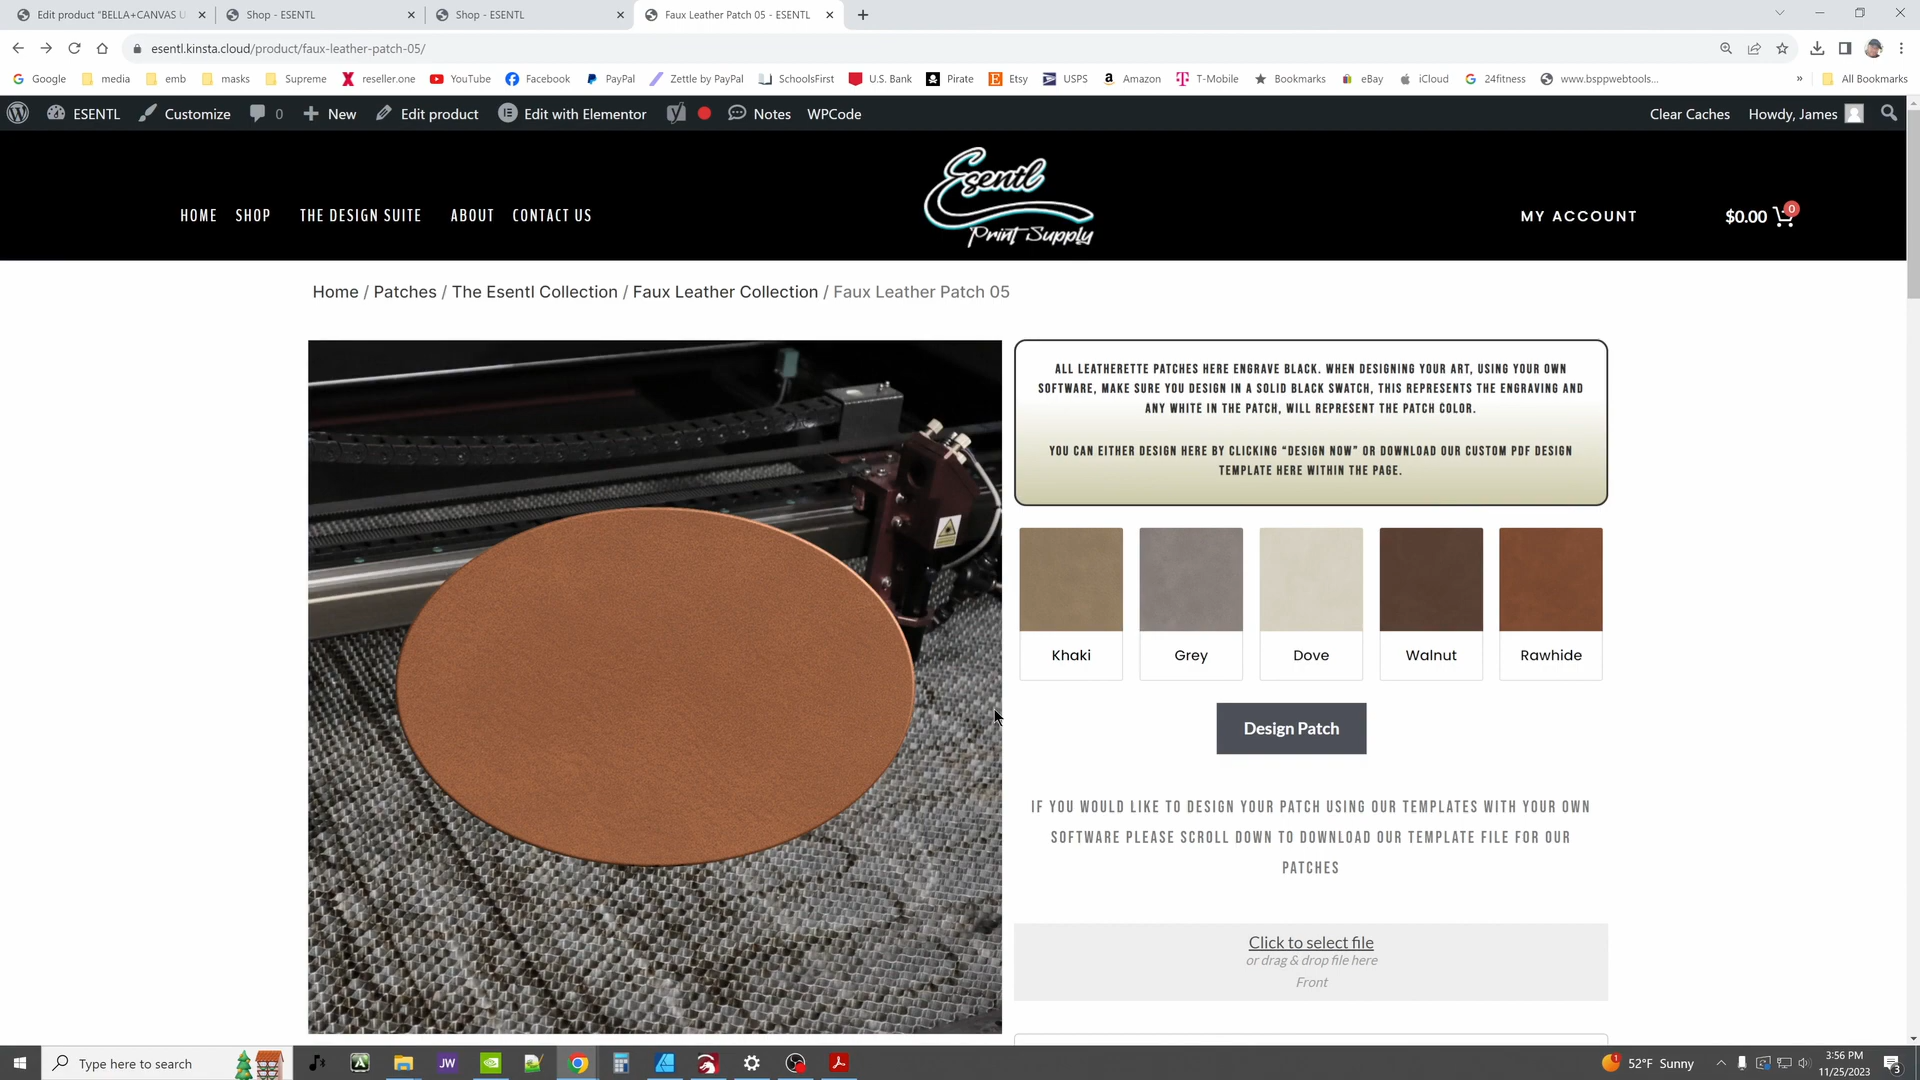 Edit product "BELLA+CANVAS U
Shop - ESENTL
Shop - ESENTL
Faux Leather Patch 05 - ESENTL
esentl.kinsta.cloud/product/faux-leather-patch-05/
Google
media
emb
masks
Supreme
reseller.one
YouTube
Facebook
PayPal
Zettle by PayPal
SchoolsFirst
U.S. Bank
Pirate
Etsy
USPS
Amazon
T-Mobile
Bookmarks
eBay
iCloud
24fitness
www.bsppwebtools...
»
All Bookmarks
ESENTL
Customize
0
New
Edit product
Edit with Elementor
Notes
WPCode
Clear Caches
Howdy, James
HOME
SHOP
THE DESIGN SUITE
ABOUT
CONTACT US
Esentl
Print Supply
MY ACCOUNT
$0.00
0
Home / Patches / The Esentl Collection / Faux Leather Collection / Faux Leather Patch 05
ALL LEATHERETTE PATCHES HERE ENGRAVE BLACK. WHEN DESIGNING YOUR ART, USING YOUR OWN
SOFTWARE, MAKE SURE YOU DESIGN IN A SOLID BLACK SWATCH, THIS REPRESENTS THE ENGRAVING AND
ANY WHITE IN THE PATCH, WILL REPRESENT THE PATCH COLOR.
YOU CAN EITHER DESIGN HERE BY CLICKING “DESIGN NOW” OR DOWNLOAD OUR CUSTOM PDF DESIGN
TEMPLATE HERE WITHIN THE PAGE.
Khaki
Grey
Dove
Walnut
Rawhide
Design Patch
IF YOU WOULD LIKE TO DESIGN YOUR PATCH USING OUR TEMPLATES WITH YOUR OWN
SOFTWARE PLEASE SCROLL DOWN TO DOWNLOAD OUR TEMPLATE FILE FOR OUR
PATCHES
Click to select file
or drag & drop file here
Front
Type here to search
JW
1
52°F Sunny
3:56 PM
11/25/2023
3